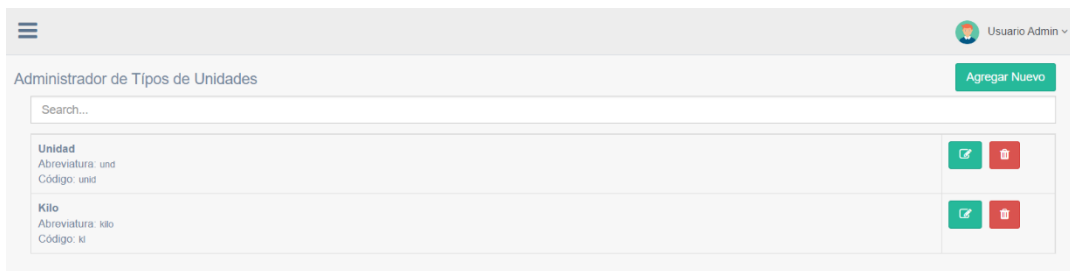 Usuario Admin
Administrador de Típos de Unidades
Agregar Nuevo
Search...
Unidad
Abreviatura: und
Código: unid
Kilo
Abreviatura: kilo
Código: kl